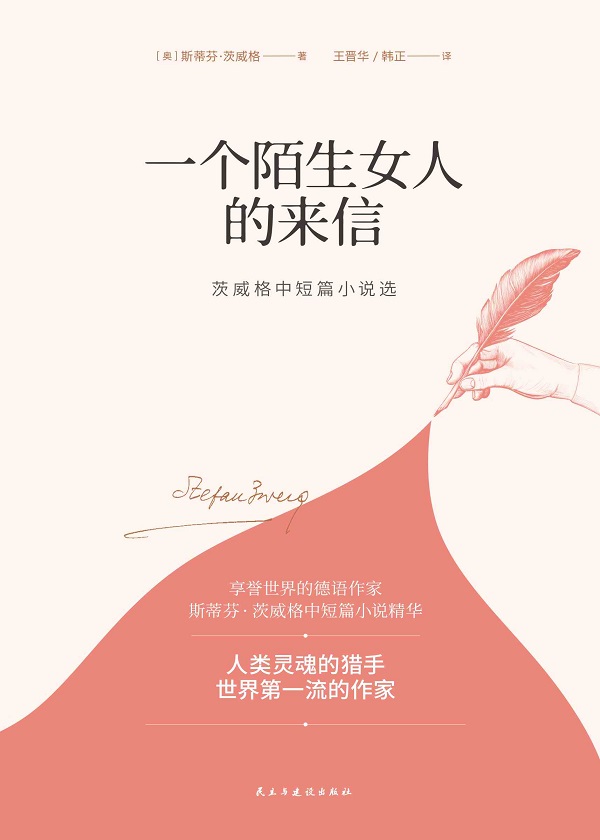 [奥] 斯蒂芬·茨威格——著 王晋华 / 韩正——译
一个陌生女人
的来信
茨威格中短篇小说选
Stefan Zweig
享誉世界的德语作家
斯蒂芬·茨威格中短篇小说精华
人类灵魂的猎手
世界第一流的作家
民主与建设出版社